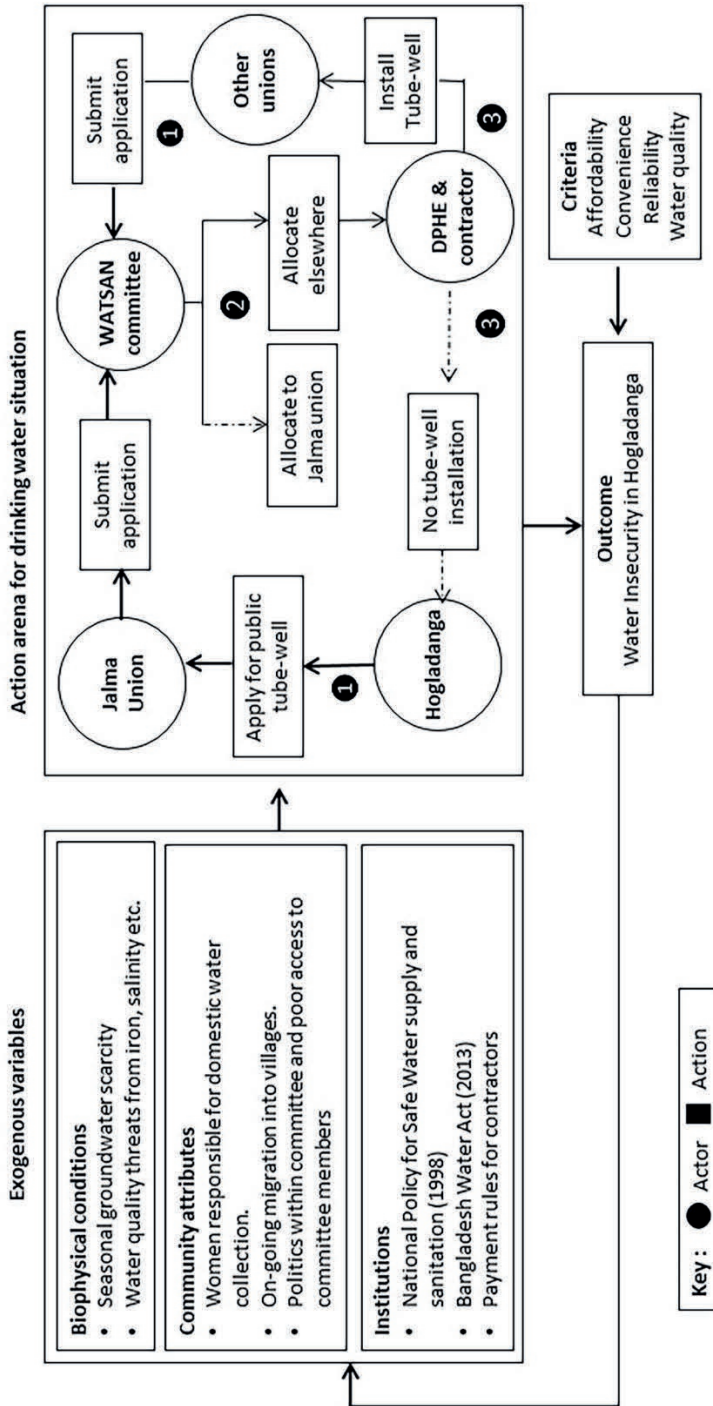 Exogenous variables
Biophysical conditions
• Seasonal groundwater scarcity
• Water quality threats from iron, salinity etc.
Community attributes
• Women responsible for domestic water
collection.
• On-going migration into villages.
• Politics within committee and poor access to
committee members
Institutions
• National Policy for Safe Water supply and
sanitation (1998)
• Bangladesh Water Act (2013)
• Payment rules for contractors
Key : Actor Action
Action arena for drinking water situation
Jalma
Union
Submit
application
WATSAN
committee
Submit
application
1
Other
unions
Apply for public
tube-well
1
2
Allocate to
Jalma union
Allocate
elsewhere
Install
Tube-well
3
Hogladanga
No tube-well
installation
3
DPHE &
contractor
Outcome
Water Insecurity in Hogladanga
Criteria
Affordability
Convenience
Reliability
Water quality